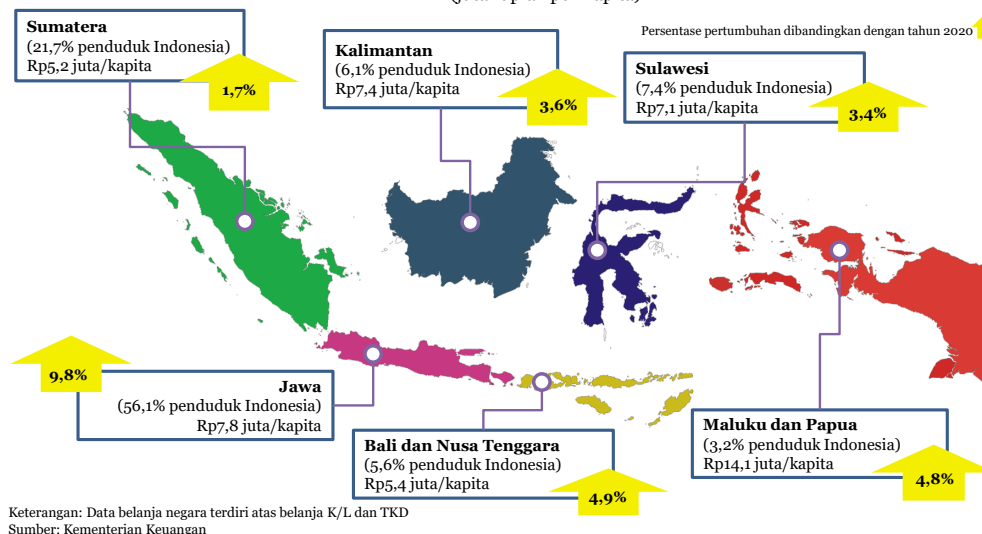 Persentase pertumbuhan dibandingkan dengan tahun 2020
Sumatera
(21,7% penduduk Indonesia)
Rp5,2 juta/kapita
1,7%
Kalimantan
(6,1% penduduk Indonesia)
Rp7,4 juta/kapita
3,6%
Sulawesi
(7,4% penduduk Indonesia)
Rp7,1 juta/kapita
3,4%
9,8%
Jawa
(56,1% penduduk Indonesia)
Rp7,8 juta/kapita
Bali dan Nusa Tenggara
(5,6% penduduk Indonesia)
Rp5,4 juta/kapita
4,9%
Maluku dan Papua
(3,2% penduduk Indonesia)
Rp14,1 juta/kapita
4,8%
Keterangan: Data belanja negara terdiri atas belanja K/L dan TKD
Sumber: Kementerian Keuangan